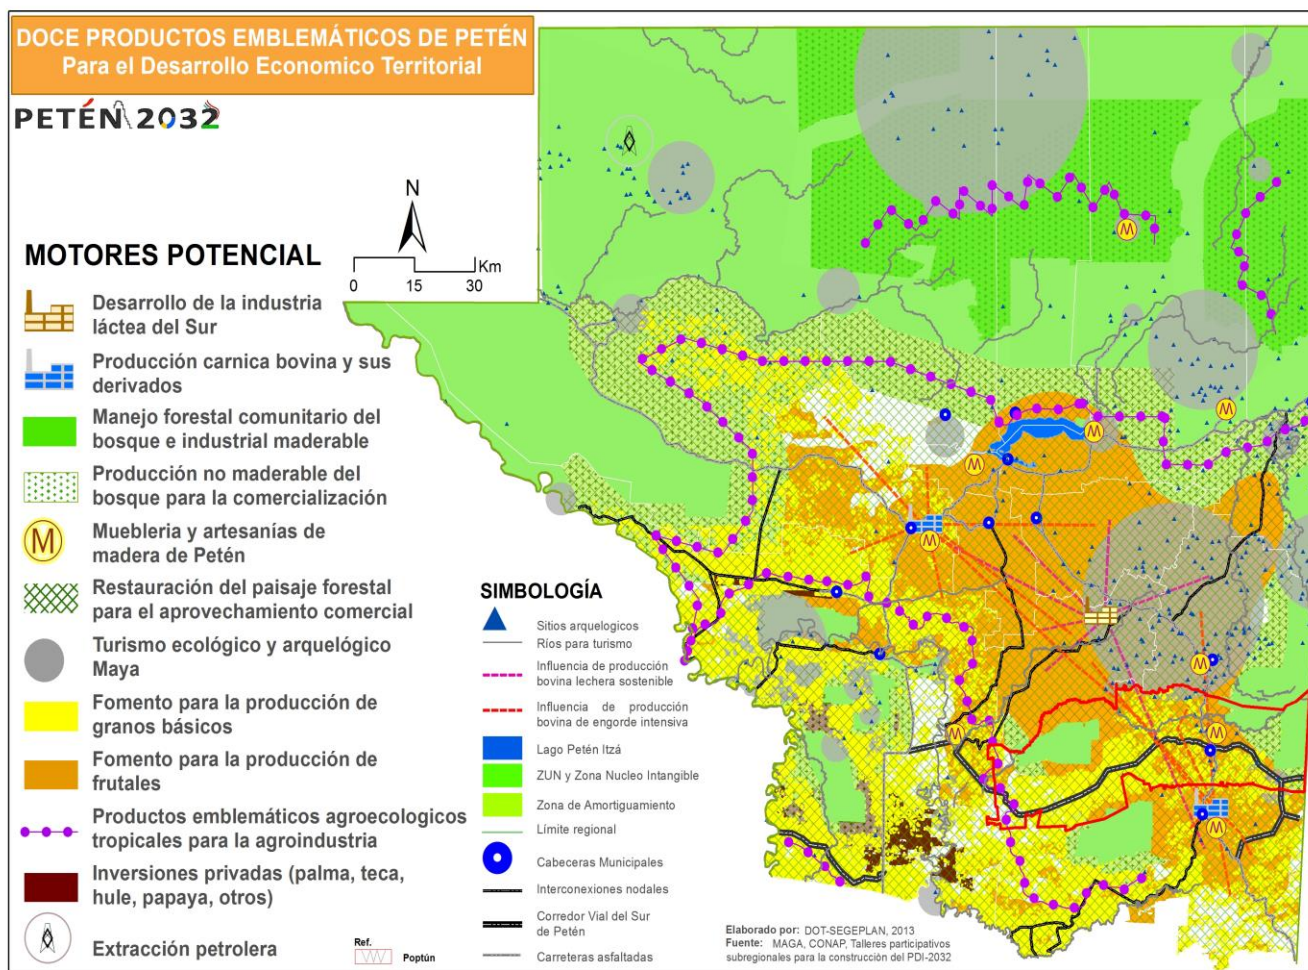 DOCE PRODUCTOS EMBLEMÁTICOS DE PETÉN
Para el Desarrollo Economico Territorial
PETÉN 2032
N
0 15 30 Km
MOTORES POTENCIAL
Desarrollo de la industria
láctea del Sur
Producción carnica bovina y sus
derivados
Manejo forestal comunitario del
bosque e industrial maderable
Producción no maderable del
bosque para la comercialización
M
Muebleria y artesanías de
madera de Petén
Restauración del paisaje forestal
para el aprovechamiento comercial
Turismo ecológico y arquelógico
Maya
Fomento para la producción de
granos básicos
Fomento para la producción de
frutales
Productos emblemáticos agroecologicos
tropicales para la agroindustria
Inversiones privadas (palma, teca,
hule, papaya, otros)
Extracción petrolera
Ref.
Poptún
SIMBOLOGÍA
Sitios arquelogicos
Ríos para turismo
Influencia de producción
bovina lechera sostenible
Influencia de producción
bovina de engorde intensiva
Lago Petén Itzá
ZUN y Zona Nucleo Intangible
Zona de Amortiguamiento
Límite regional
Cabeceras Municipales
Interconexiones nodales
Corredor Vial del Sur
de Petén
Carreteras asfaltadas
Elaborado por: DOT-SEGEPLAN, 2013
Fuente: MAGA, CONAP, Talleres participativos
subregionales para la construcción del PDI-2032
M
M
M
M
M
M
M
M
M